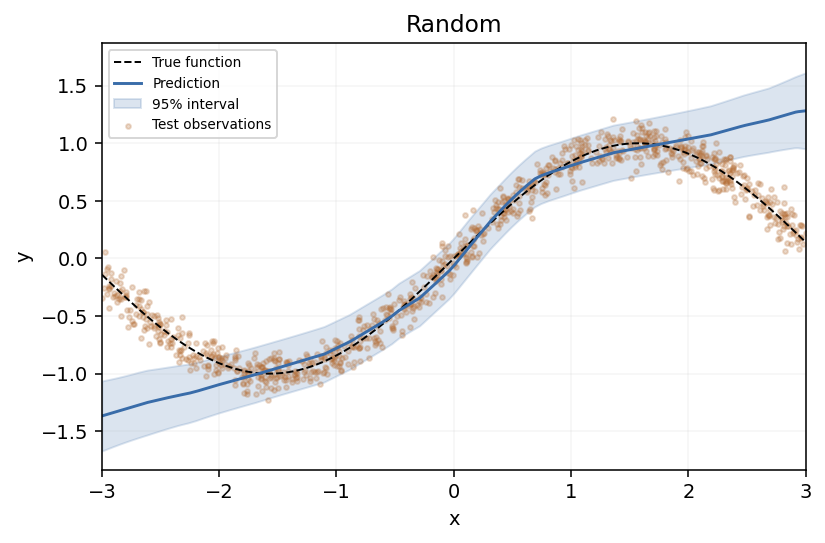 Random
True function
Prediction
95% interval
Test observations
1.5
1.0
0.5
0.0
−0.5
−1.0
−1.5
y
−3 −2 −1 0 1 2 3
x